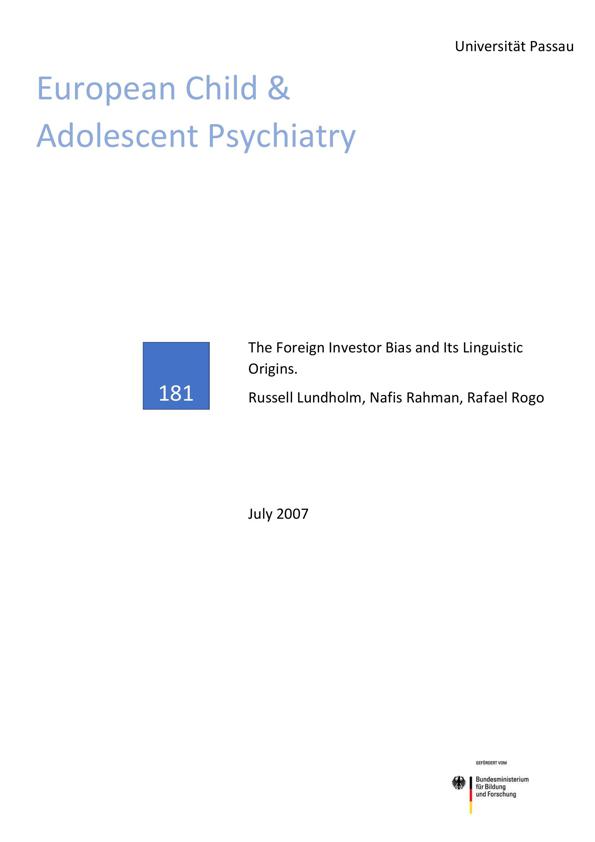 Universität Passau
European Child &
Adolescent Psychiatry
The Foreign Investor Bias and Its Linguistic
Origins.
181
Russell Lundholm, Nafis Rahman, Rafael Rogo
July 2007
GEFÖRDERT VOM
Bundesministerium
für Bildung
und Forschung